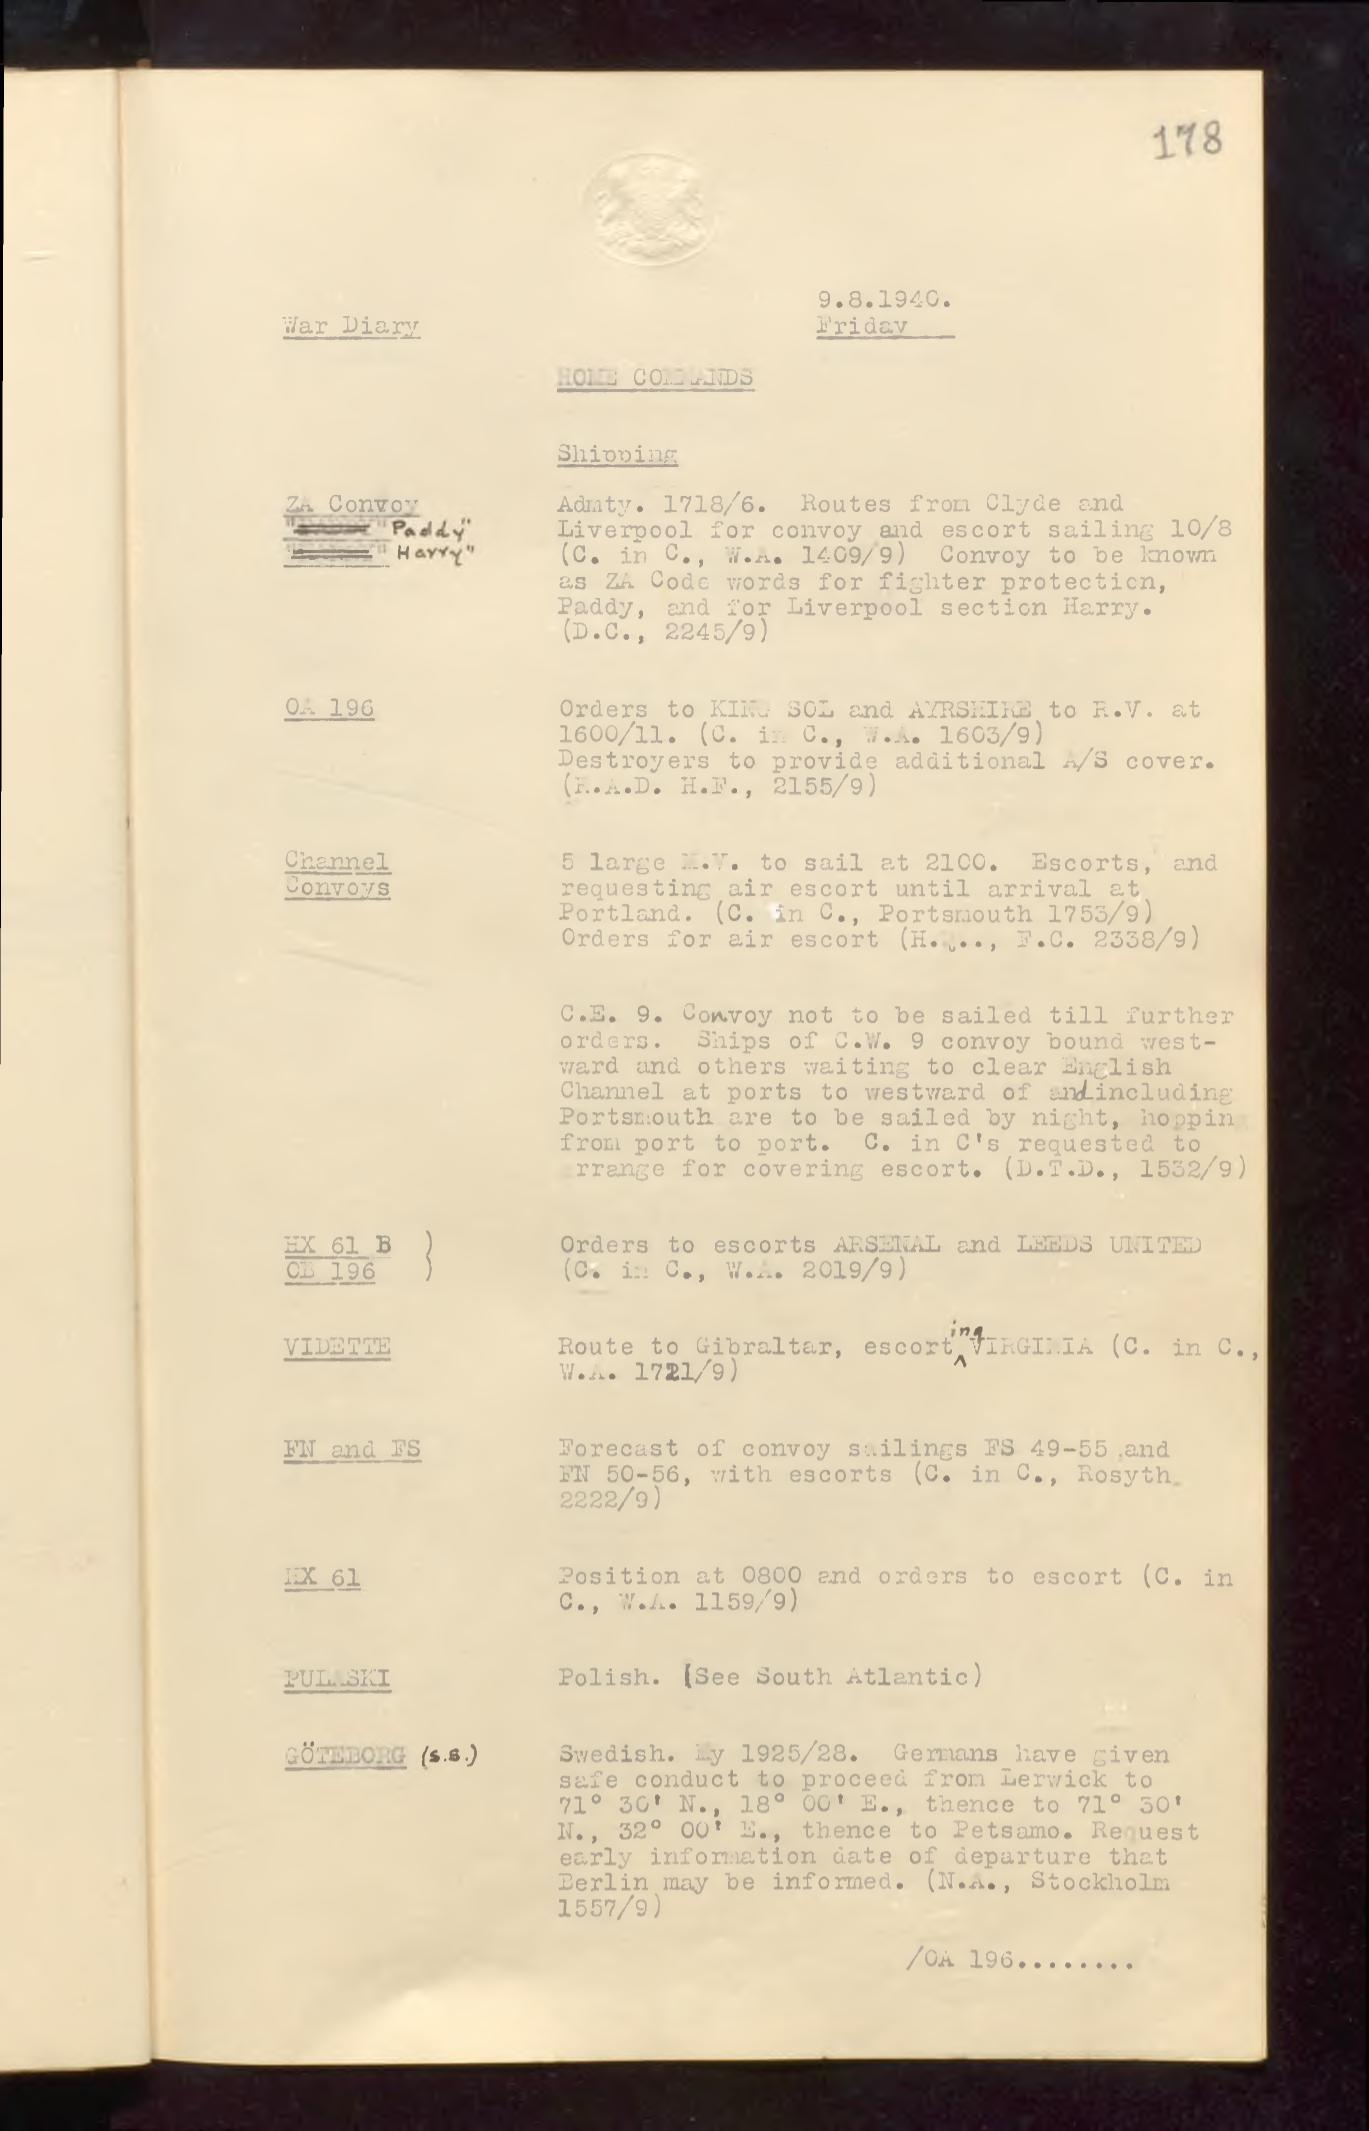 178
9.8.1940.
War Diary Friday
HOME COMMANDS
Shipping
ZA Convoy
"Paddy"
"Harry"
Admty. 1718/6. Routes from Clyde and
Liverpool for convoy and escort sailing 10/8
(C. in C., W.A. 1409/9) Convoy to be known
as ZA Code words for fighter protection,
Paddy, and for Liverpool section Harry.
(D.C., 2245/9)
OA 196
Orders to KING SOL and AYRSHIRE to R.V. at
1600/11. (C. in C., W.A. 1603/9)
Destroyers to provide additional A/S cover.
(R.A.D. H.F., 2155/9)
Channel
Convoys
5 large M.V. to sail at 2100. Escorts, and
requesting air escort until arrival at
Portland. (C. in C., Portsmouth 1753/9)
Orders for air escort (H. F.C. 2338/9)
C.E. 9. Convoy not to be sailed till further
orders. Ships of C.W. 9 convoy bound west-
ward and others waiting to clear English
Channel at ports to westward of and including
Portsmouth are to be sailed by night, hoppin
from port to port. C. in C's requested to
rrange for covering escort. (D.T.D., 1532/9)
HX 61 B }
OB 196 }
Orders to escorts ARSENAL and LEEDS UNITED
(C. in C., W.A. 2019/9)
VIDETTE
Route to Gibraltar, escorting VIRGINIA (C. in C.,
W.A. 1721/9)
FN and FS
Forecast of convoy sailings FS 49-55 and
FN 50-56, with escorts (C. in C., Rosyth
2222/9)
HX 61
Position at 0800 and orders to escort (C. in
C., W.A. 1159/9)
PULASKI
Polish. (See South Atlantic)
GÖTEBORG (s.s.)
Swedish. My 1925/28. Germans have given
safe conduct to proceed from Lerwick to
71° 30' N., 18° 00' E., thence to 71° 30'
N., 32° 00' E., thence to Petsamo. Request
early information date of departure that
Berlin may be informed. (N.A., Stockholm
1557/9)
/OA 196.........